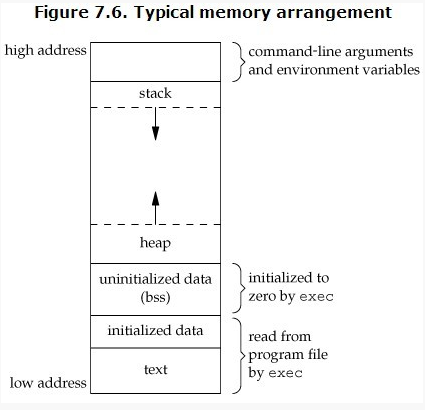 Figure 7.6. Typical memory arrangement
high address
command-line arguments
and environment variables
stack
heap
uninitialized data
(bss)
initialized to
zero by exec
initialized data
read from
program file
by exec
text
low address